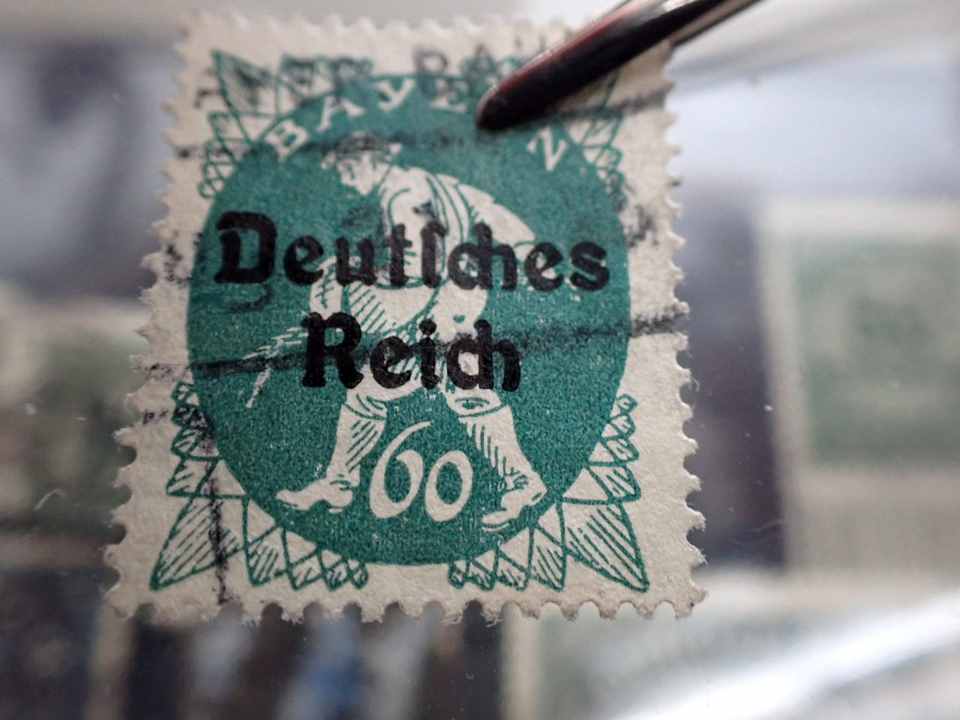 BAYERN
Deutſches
Reich
60